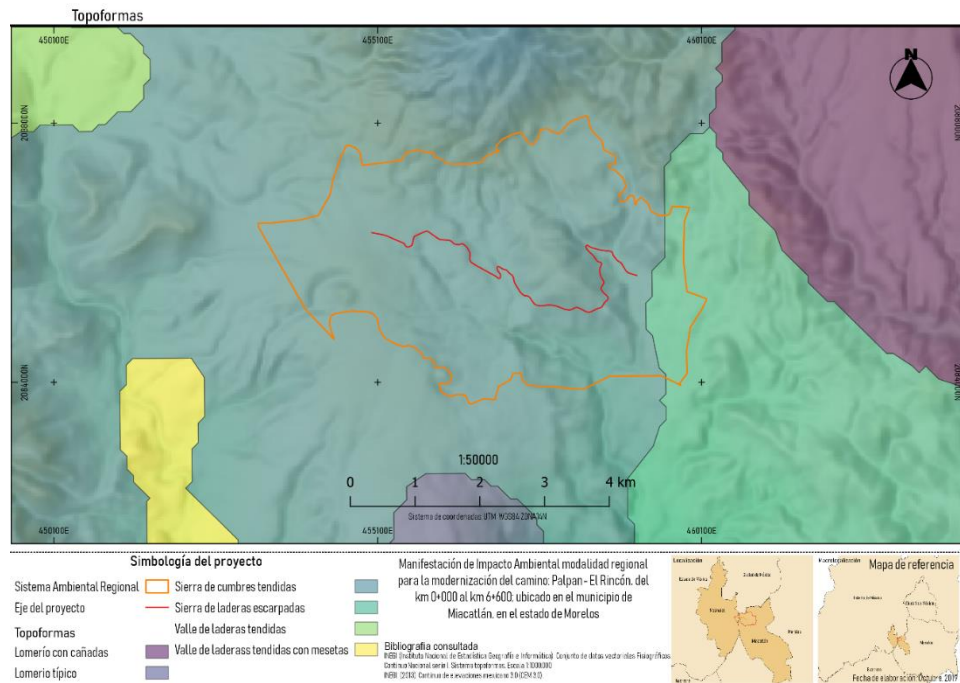 Topoformas
450100E
455100E
460100E
N
2088000N
2088000N
2084000N
2084000N
1:50000
0 1 2 3 4 km
Sistema de coordenadas UTM WGS84 ZONA14N
450100E
455100E
460100E
Simbología del proyecto
Sistema Ambiental Regional
Eje del proyecto
Topoformas
Lomerío con cañadas
Lomerio típico
Sierra de cumbres tendidas
Sierra de laderas escarpadas
Valle de laderas tendidas
Valle de laderass tendidas con mesetas
Manifestación de Impacto Ambiental modalidad regional
para la modernización del camino: Palpan - El Rincón, del
km 0+000 al km 6+600; ubicado en el municipio de
Miacatlán, en el estado de Morelos
Bibliografía consultada
INEGI (Instituto Nacional de Estadística Geografía e Informática). Conjunto de datos vectoriales Fisiográficos.
Continuo Nacional serie I. Sistema topoformas. Escala 1:1000000
INEGI (2013) Continuo de elevaciones mexicano 3.0 (CEM 3.0)
Localización
Macrolocalización
Mapa de referencia
Fecha de elaboración: Octubre, 2017